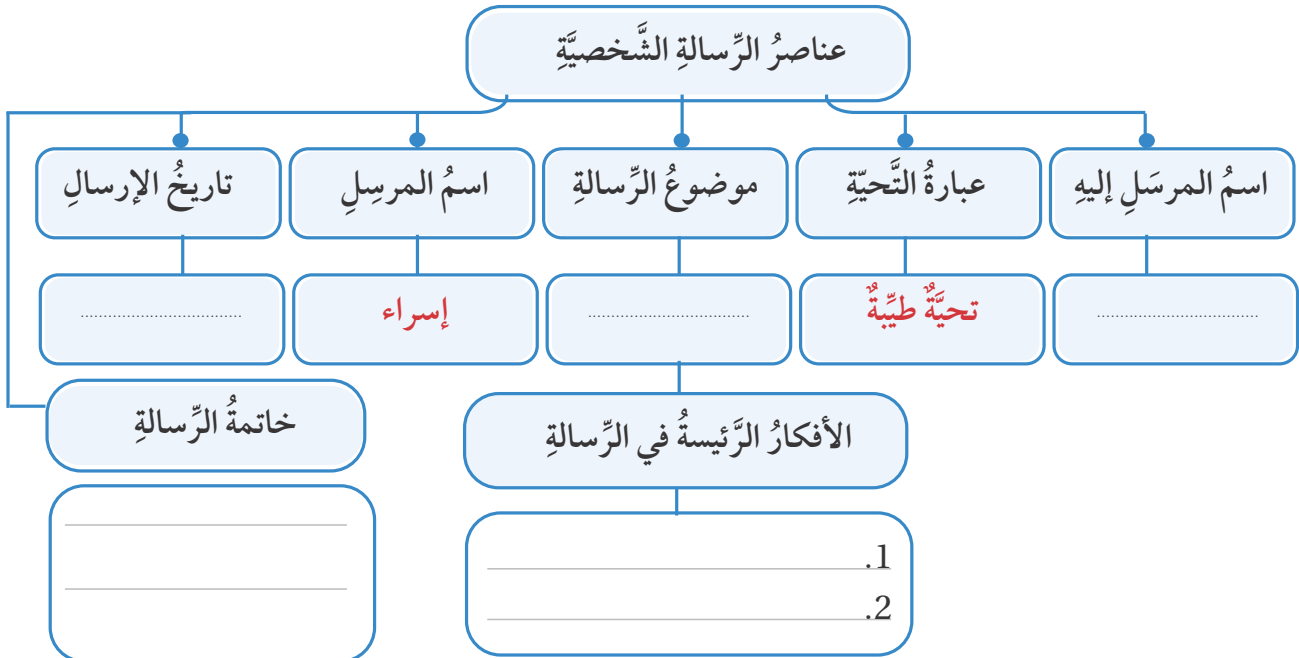 عناصرُ الرِّسالةِ الشَّخصيَّةِ
اسمُ المرسَلِ إليهِ
عبارةُ التَّحيّةِ
موضوعُ الرِّسالةِ
اسمُ المرسِلِ
تاريخُ الإرسالِ
تحيَّةٌ طيِّبةٌ
إسراء
الأفكارُ الرَّئيسةُ في الرِّسالةِ
1.
2.
خاتمةُ الرِّسالةِ